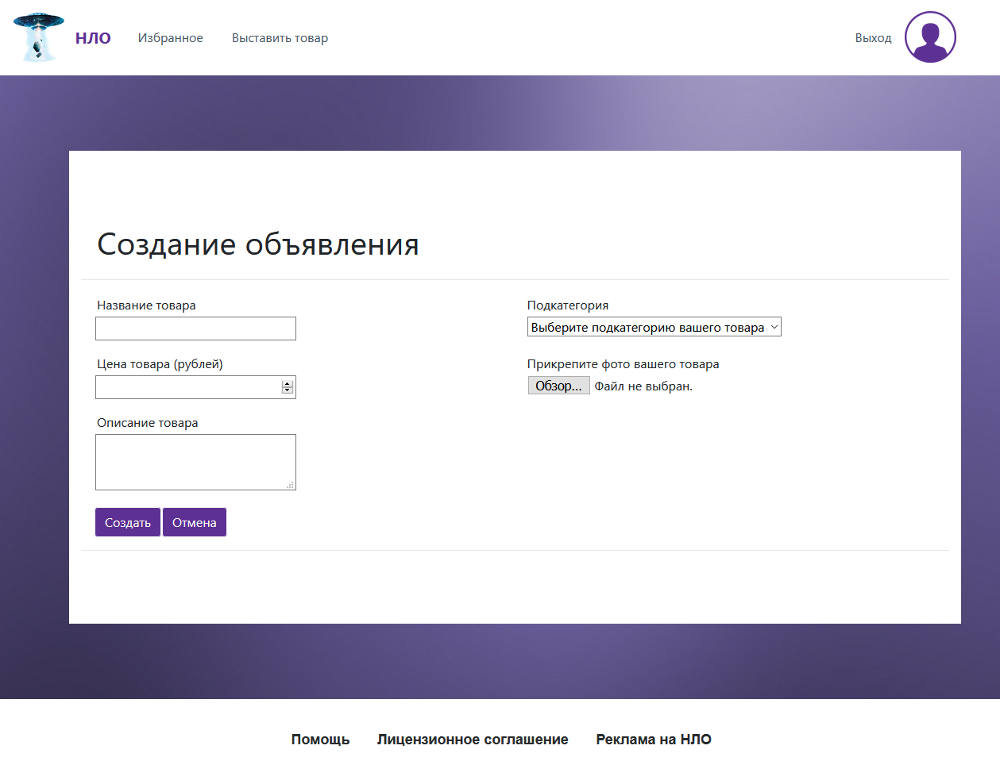 НЛО Избранное Выставить товар Выход
Создание объявления
Название товара
Цена товара (рублей)
Описание товара
Подкатегория
Выберите подкатегорию вашего товара
Прикрепите фото вашего товара
Обзор... Файл не выбран.
Создать Отмена
Помощь Лицензионное соглашение Реклама на НЛО